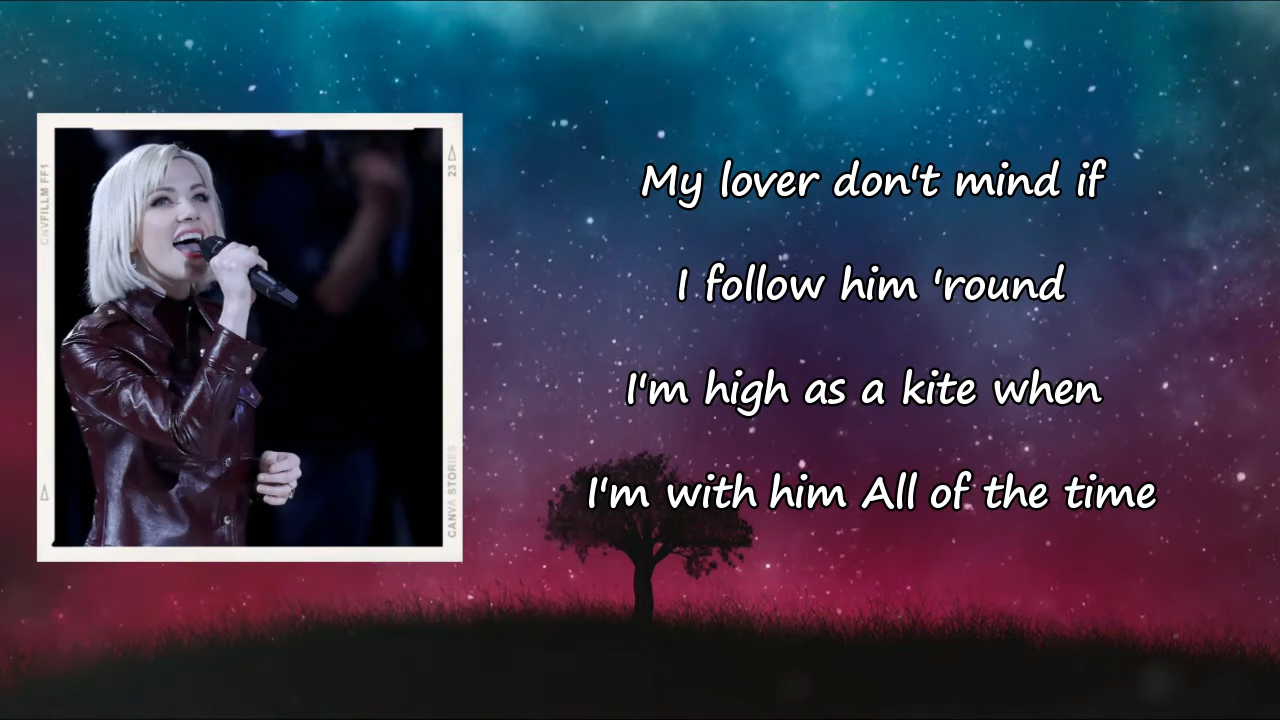 CNVFILLM FF1
23
CANVA STORIES
My lover don't mind if
I follow him 'round
I'm high as a kite when
I'm with him All of the time